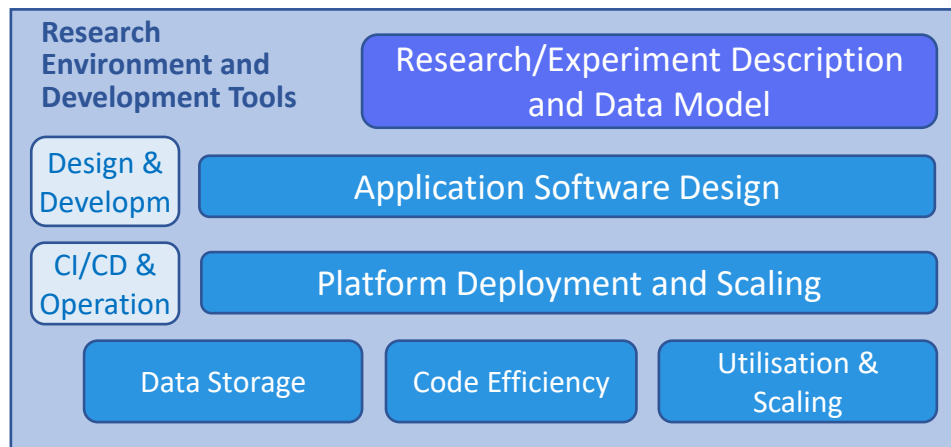 Research
Environment and
Development Tools
Research/Experiment Description
and Data Model
Design &
Developm
Application Software Design
CI/CD &
Operation
Platform Deployment and Scaling
Data Storage
Code Efficiency
Utilisation &
Scaling